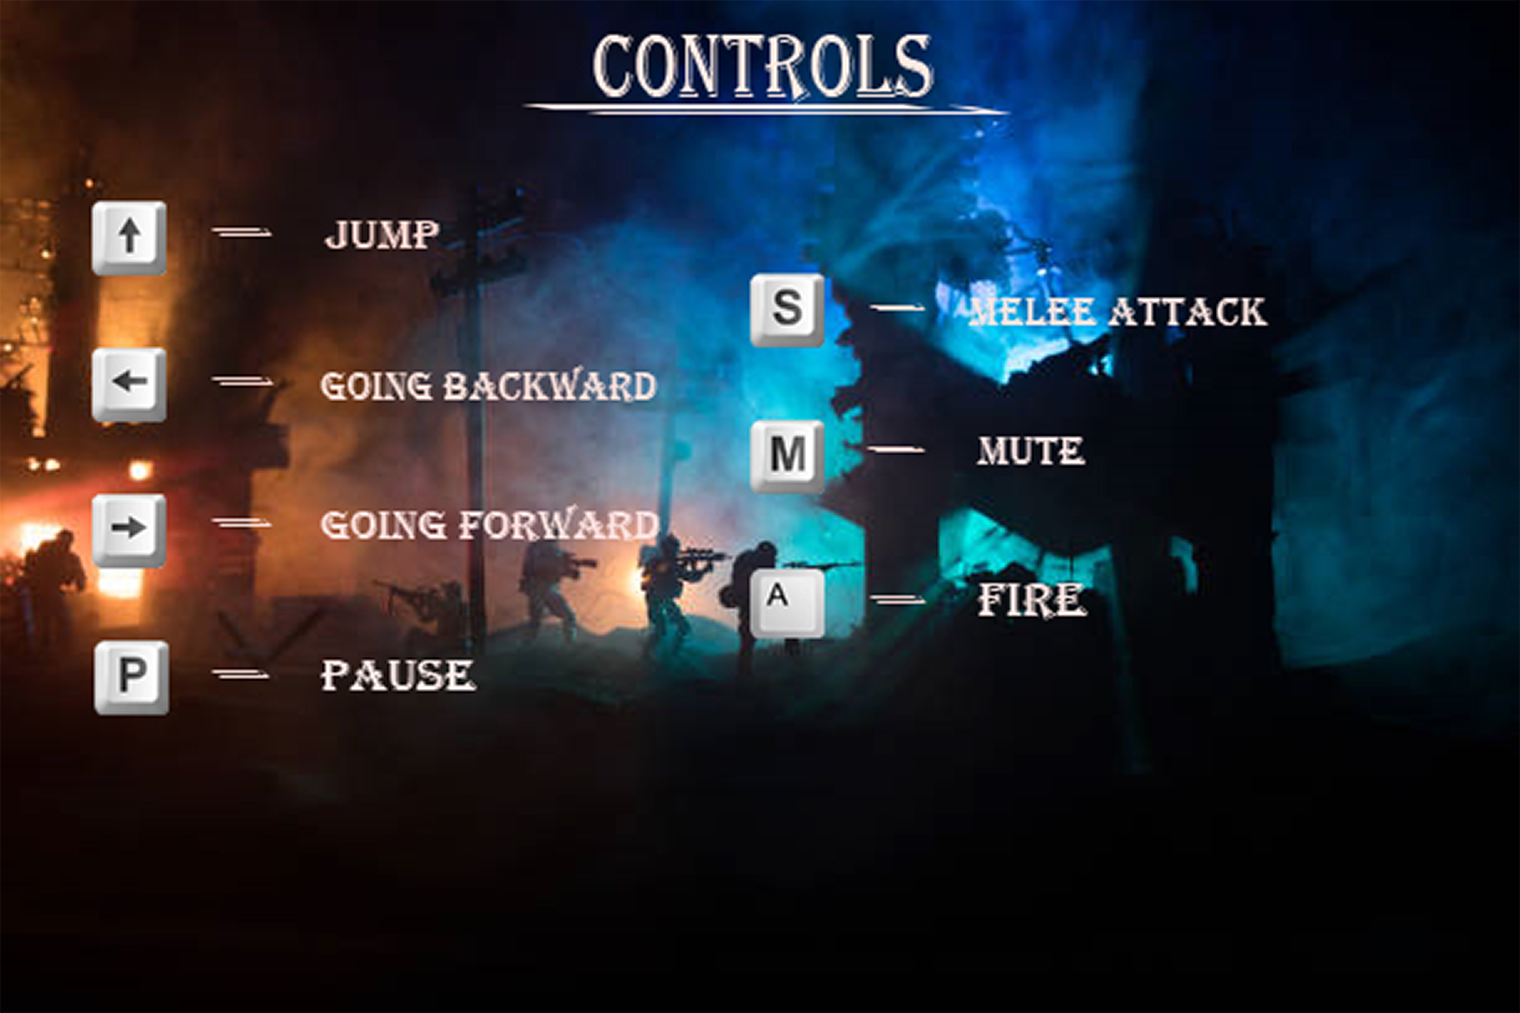 CONTROLS
↑ JUMP
← GOING BACKWARD
→ GOING FORWARD
P PAUSE
S MELEE ATTACK
M MUTE
A FIRE